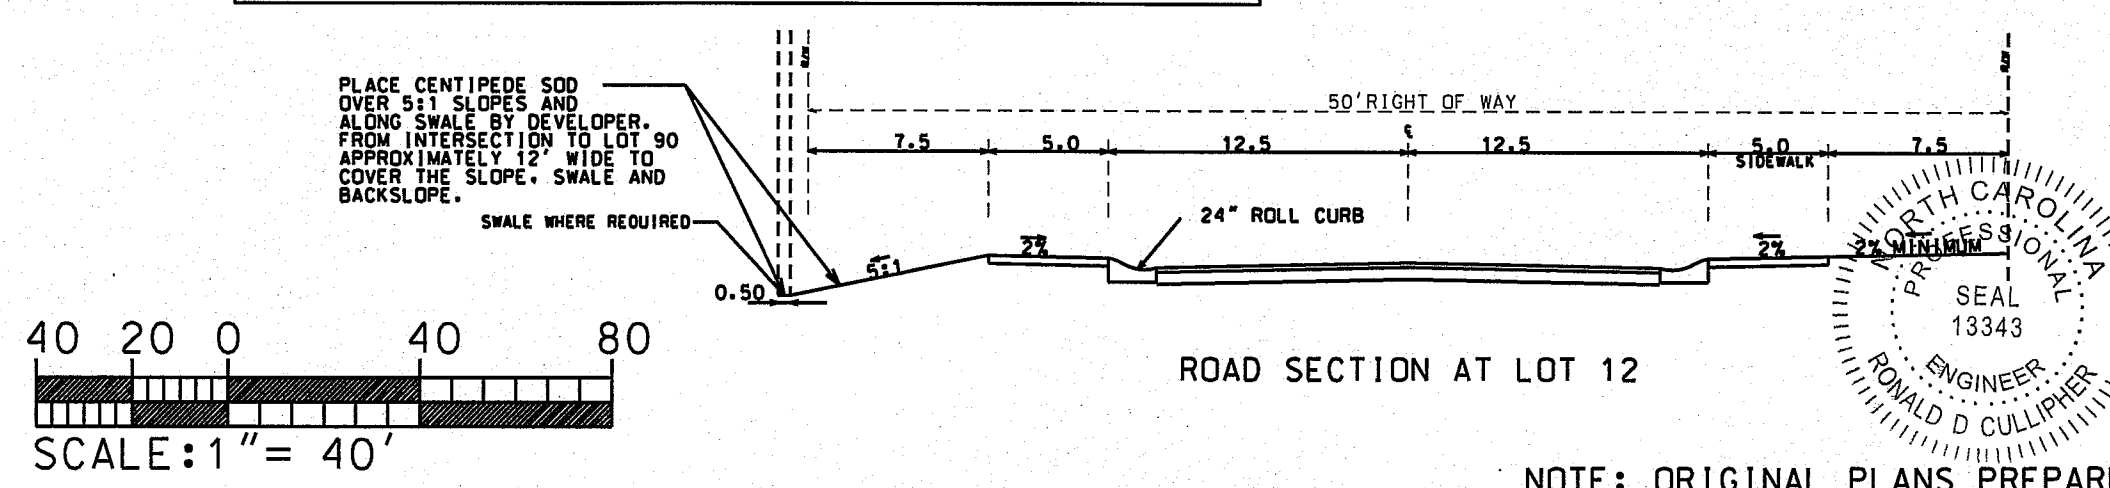 PLACE CENTIPEDE SOD
OVER 5:1 SLOPES AND
ALONG SWALE BY DEVELOPER.
FROM INTERSECTION TO LOT 90
APPROXIMATELY 12' WIDE TO
COVER THE SLOPE, SWALE AND
BACKSLOPE.
SWALE WHERE REQUIRED
50'RIGHT OF WAY
7.5 5.0 12.5 12.5 5.0 7.5
SIDEWALK
24" ROLL CURB
5:1 2% 2% 2% MINIMUM
0.50
ROAD SECTION AT LOT 12
40 20 0 40 80
SCALE:1"= 40'
NORTH CAROLINA
PROFESSIONAL
SEAL
13343
ENGINEER
RONALD D CULLIPHER
NOTE: ORIGINAL PLANS PREPAR